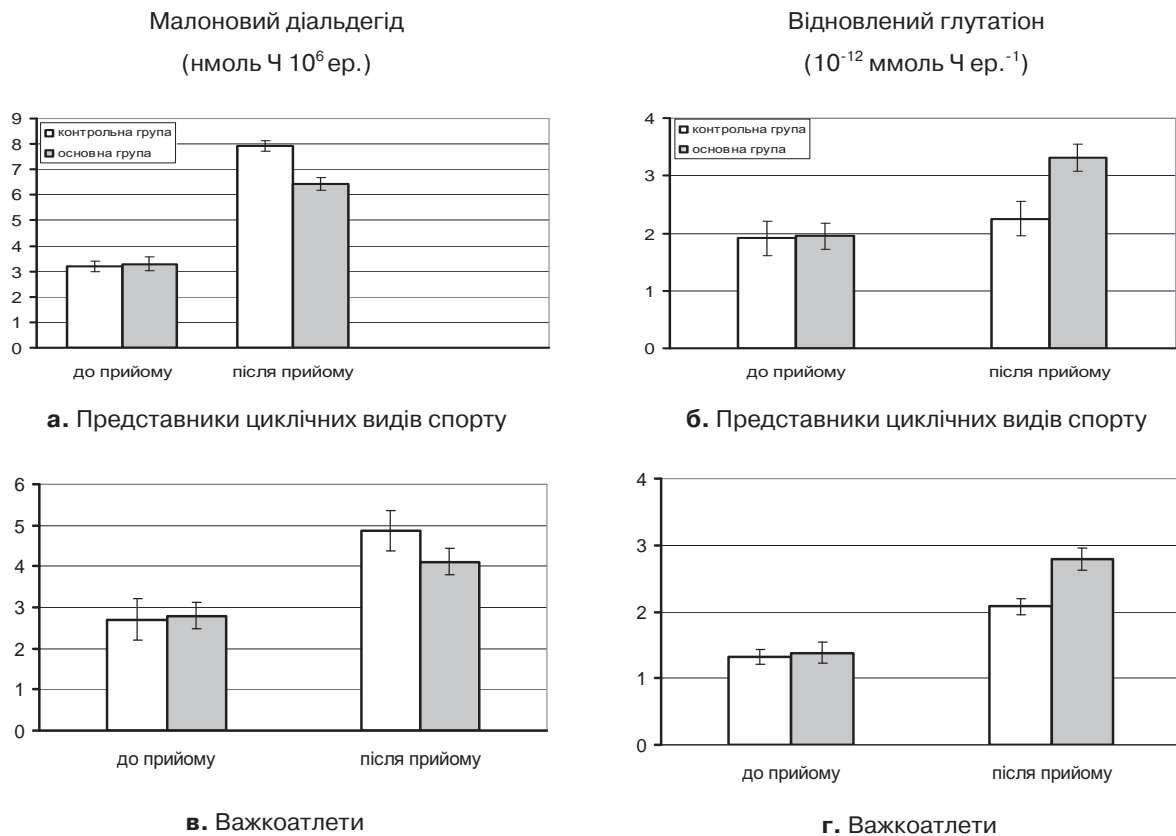 Малоновий діальдегід
(нмоль Ч 10⁶ ер.)
Відновлений глутатіон
(10⁻¹² ммоль Ч ер.⁻¹)
9
8
7
6
5
4
3
2
1
0
контрольна група
основна група
до прийому
після прийому
а. Представники циклічних видів спорту
4
3
2
1
0
контрольна група
основна група
до прийому
після прийому
б. Представники циклічних видів спорту
6
5
4
3
2
1
0
до прийому
після прийому
в. Важкоатлети
4
3
2
1
0
до прийому
після прийому
г. Важкоатлети